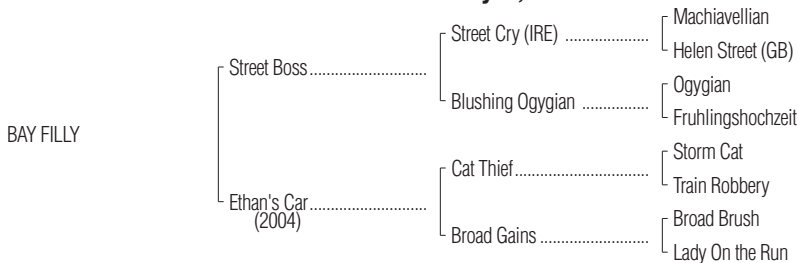 Machiavellian
Street Cry (IRE) ....................
Helen Street (GB)
Street Boss ............................
Ogygian
Blushing Ogygian ................
Fruhlingshochzeit
BAY FILLY
Storm Cat
Cat Thief ................................
Train Robbery
Ethan's Car ............................
(2004)
Broad Brush
Broad Gains ..........................
Lady On the Run